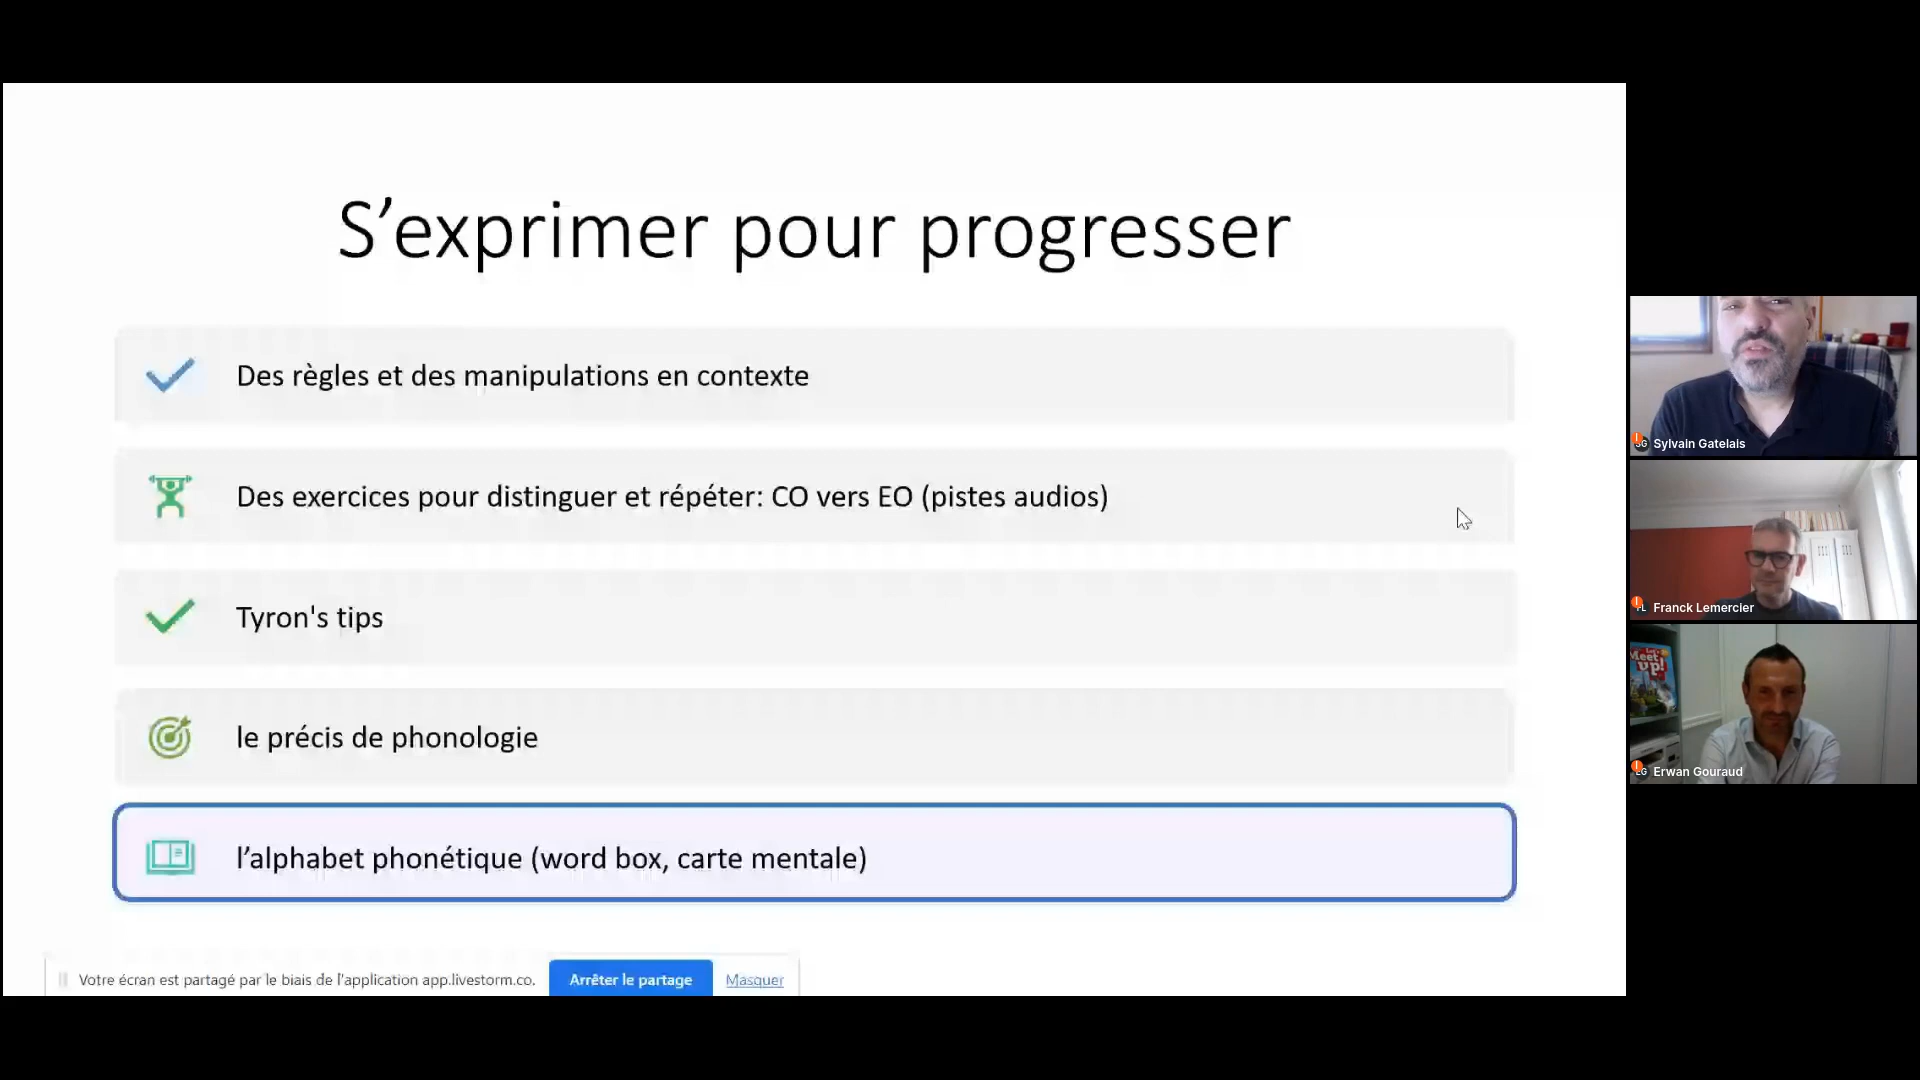 S’exprimer pour progresser
Des règles et des manipulations en contexte
Des exercices pour distinguer et répéter: CO vers EO (pistes audios)
Tyron's tips
le précis de phonologie
l’alphabet phonétique (word box, carte mentale)
Votre écran est partagé par le biais de l'application app.livestorm.co.
Arrêter le partage
Masquer
Sylvain Gatelais
Franck Lemercier
Meet
up!
Erwan Gouraud